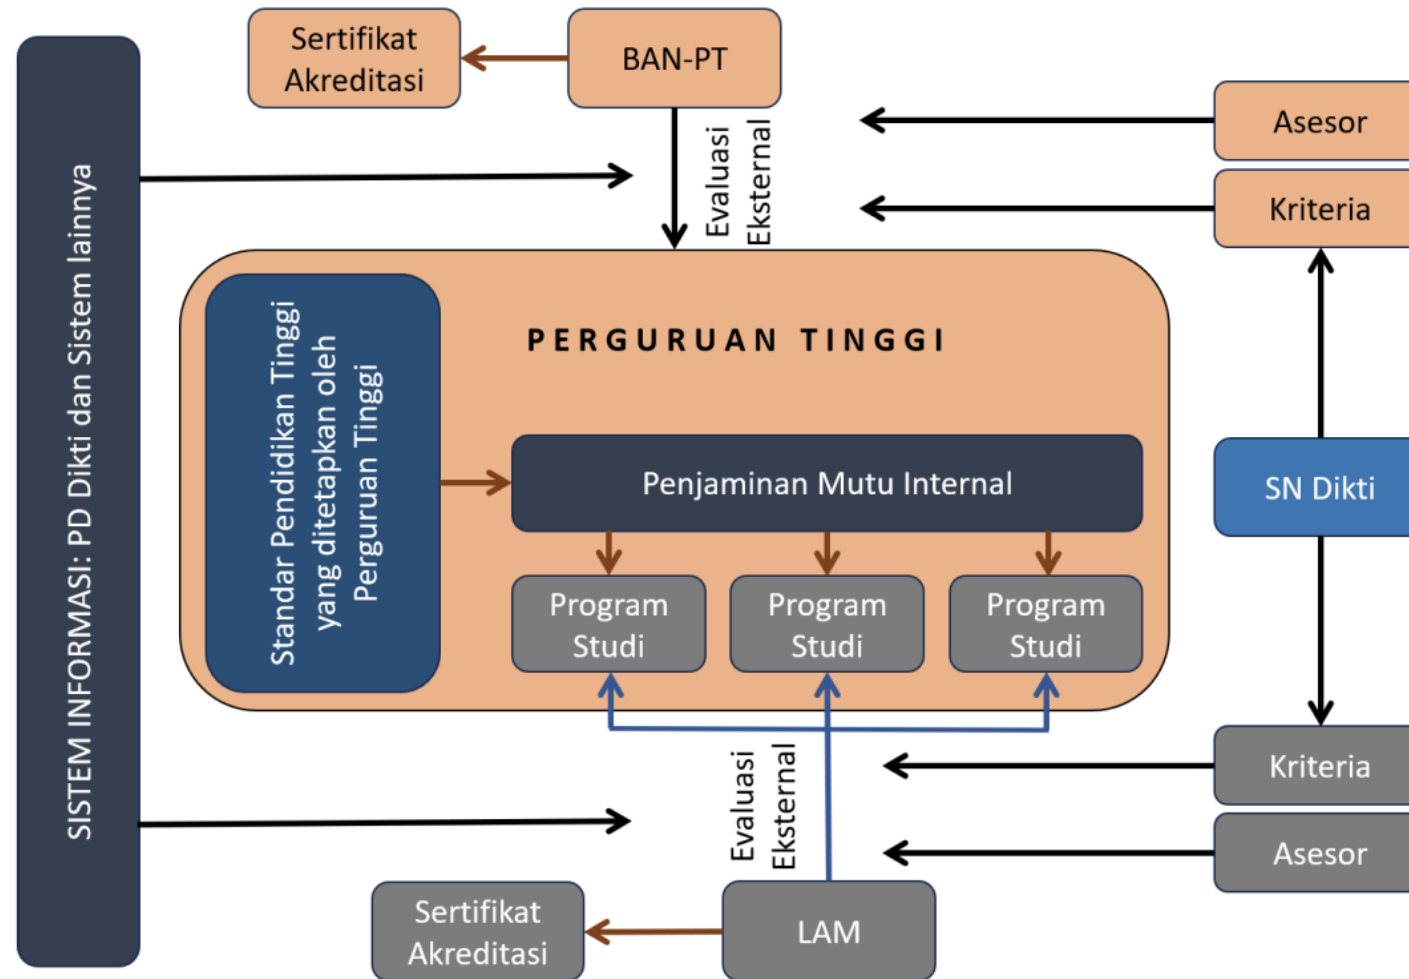 SISTEM INFORMASI: PD Dikti dan Sistem lainnya
Sertifikat
Akreditasi
BAN-PT
Evaluasi
Eksternal
Asesor
Kriteria
PERGURUAN TINGGI
Standar Pendidikan Tinggi
yang ditetapkan oleh
Perguruan Tinggi
Penjaminan Mutu Internal
SN Dikti
Program
Studi
Program
Studi
Program
Studi
Evaluasi
Eksternal
Kriteria
Asesor
Sertifikat
Akreditasi
LAM